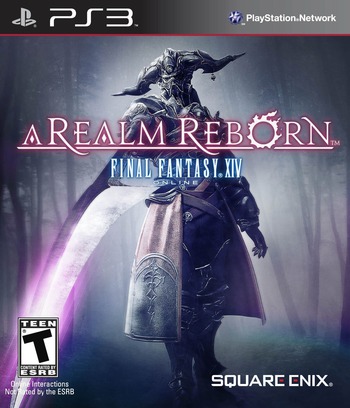 PS3
PlayStation®Network
A REALM REBORN™
FINAL FANTASY® XIV
ONLINE
TEEN
T
CONTENT RATED BY
ESRB
Online Interactions
Not Rated by the ESRB
SQUARE ENIX®